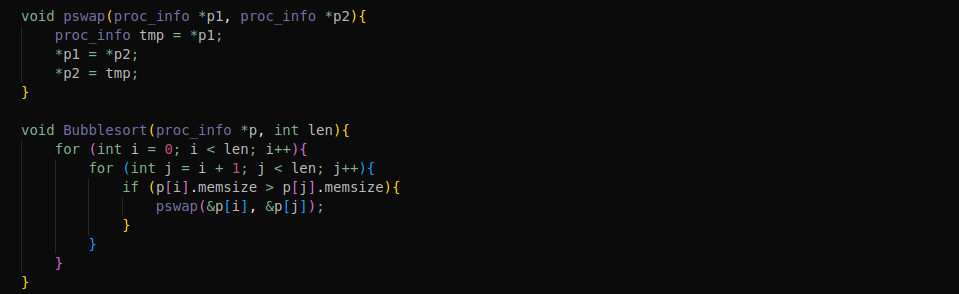 void pswap(proc_info *p1, proc_info *p2){
    proc_info tmp = *p1;
    *p1 = *p2;
    *p2 = tmp;
}

void Bubblesort(proc_info *p, int len){
    for (int i = 0; i < len; i++){
        for (int j = i + 1; j < len; j++){
            if (p[i].memsize > p[j].memsize){
                pswap(&p[i], &p[j]);
            }
        }
    }
}